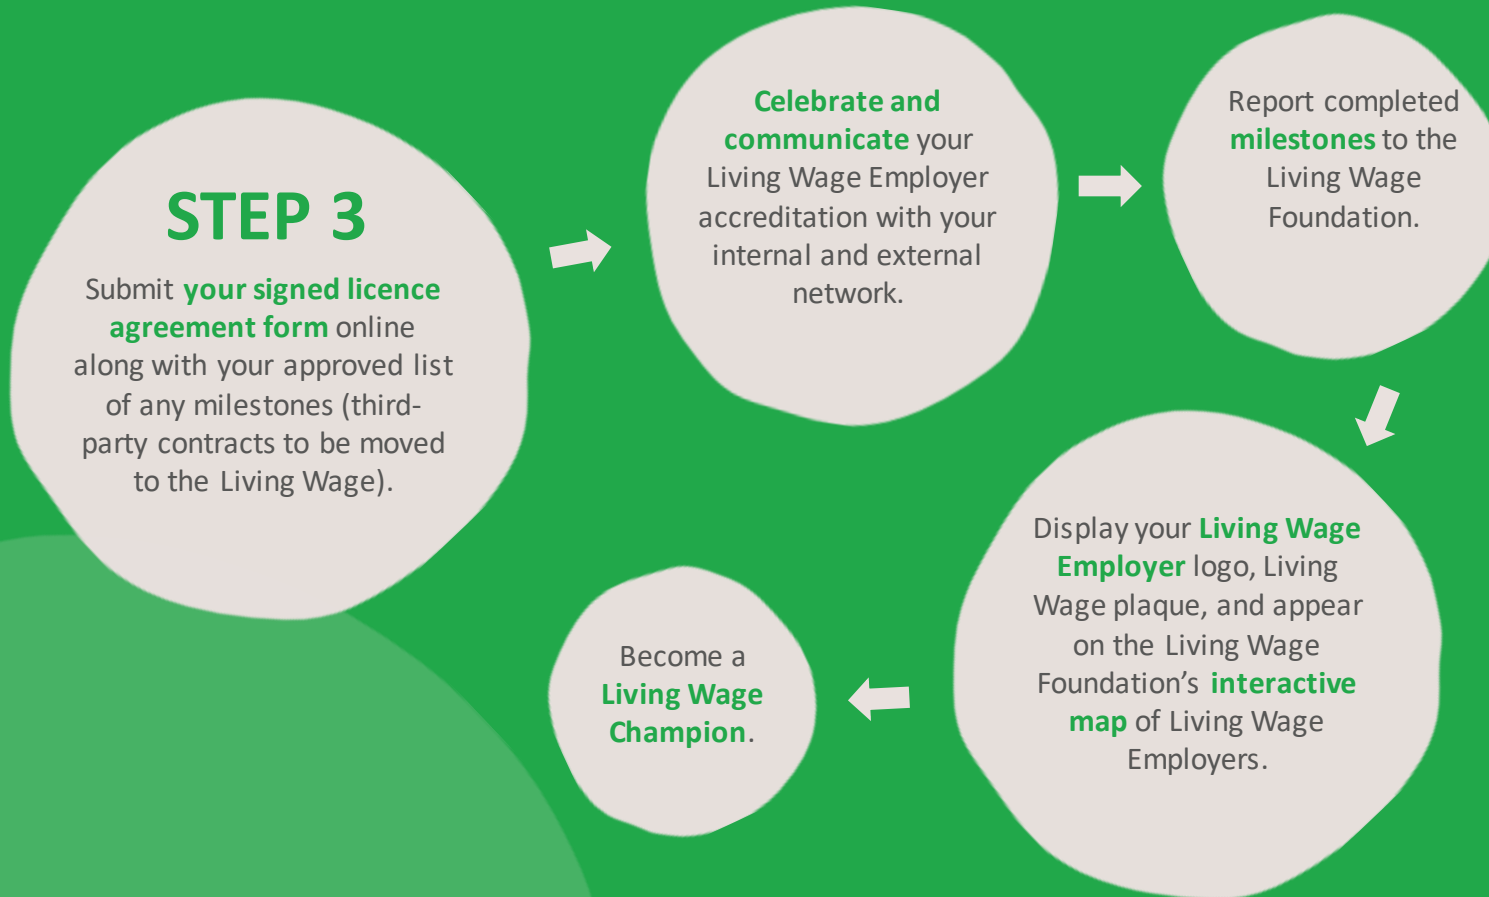 STEP 3
Submit your signed licence
agreement form online
along with your approved list
of any milestones (third-
party contracts to be moved
to the Living Wage).
Celebrate and
communicate your
Living Wage Employer
accreditation with your
internal and external
network.
Report completed
milestones to the
Living Wage
Foundation.
Display your Living Wage
Employer logo, Living
Wage plaque, and appear
on the Living Wage
Foundation’s interactive
map of Living Wage
Employers.
Become a
Living Wage
Champion.